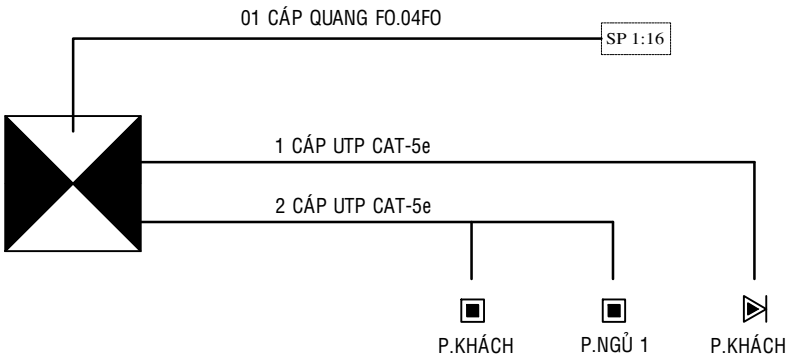 01 CÁP QUANG FO.04FO
SP 1:16
1 CÁP UTP CAT-5e
2 CÁP UTP CAT-5e
P.KHÁCH
P.NGỦ 1
P.KHÁCH